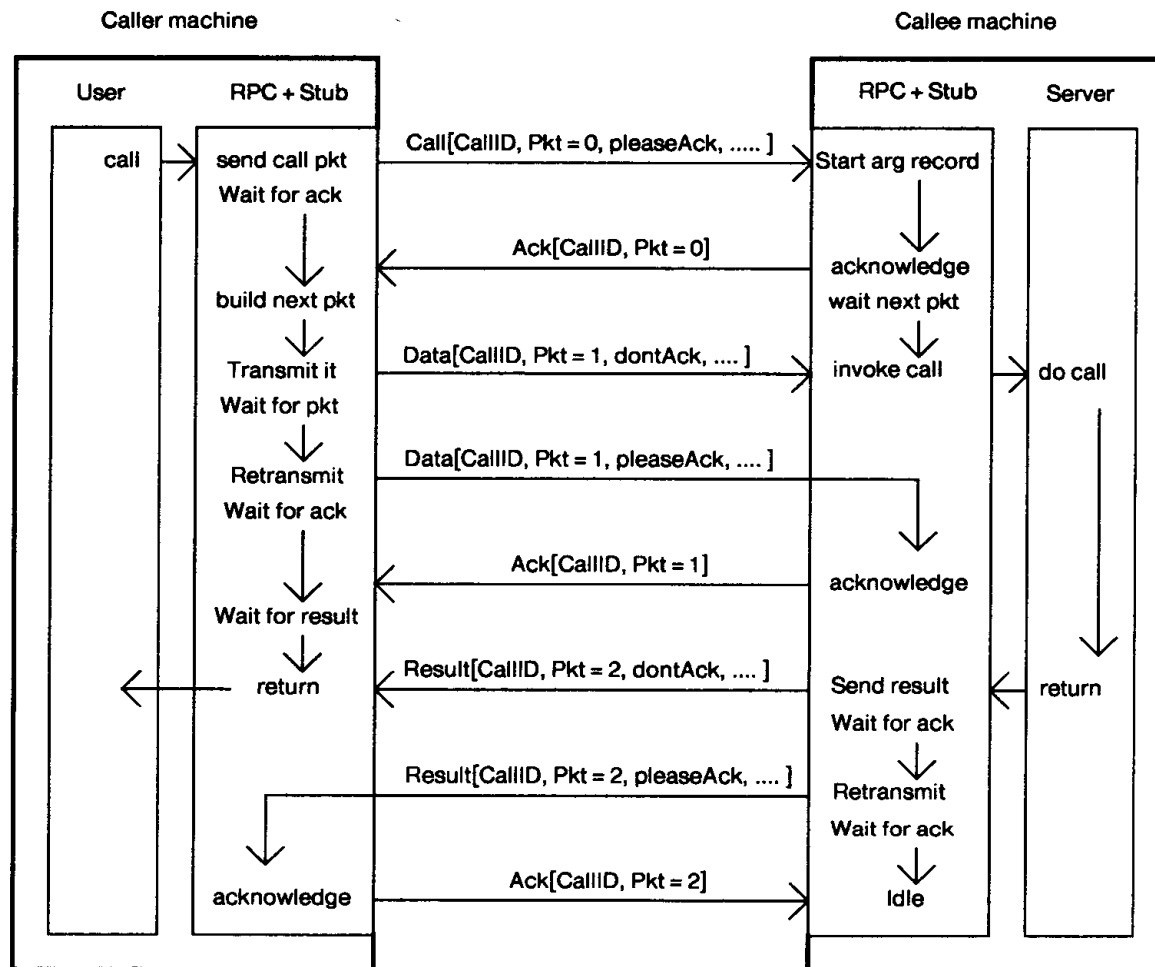 Caller machine
Callee machine
User
RPC + Stub
RPC + Stub
Server
call
send call pkt
Call[CallID, Pkt = 0, pleaseAck, ..... ]
Start arg record
Wait for ack
Ack[CallID, Pkt = 0]
acknowledge
build next pkt
wait next pkt
Data[CallID, Pkt = 1, dontAck, .... ]
Transmit it
invoke call
do call
Wait for pkt
Data[CallID, Pkt = 1, pleaseAck, .... ]
Retransmit
Wait for ack
Ack[CallID, Pkt = 1]
acknowledge
Wait for result
Result[CallID, Pkt = 2, dontAck, .... ]
return
Send result
return
Wait for ack
Result[CallID, Pkt = 2, pleaseAck, .... ]
Retransmit
Wait for ack
Ack[CallID, Pkt = 2]
acknowledge
Idle